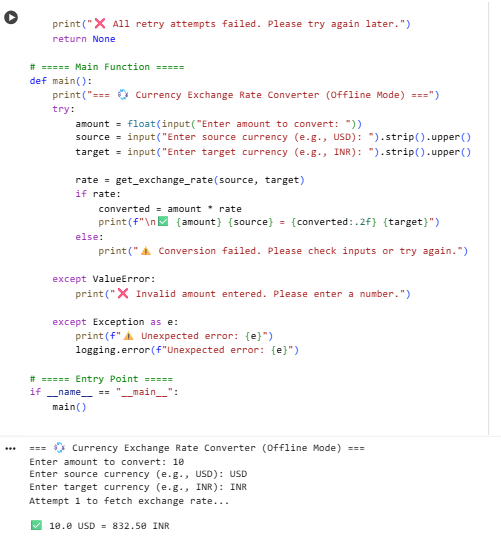 print("❌ All retry attempts failed. Please try again later.")
return None
# ===== Main Function =====
def main():
print("=== 💱 Currency Exchange Rate Converter (Offline Mode) ===")
try:
amount = float(input("Enter amount to convert: "))
source = input("Enter source currency (e.g., USD): ").strip().upper()
target = input("Enter target currency (e.g., INR): ").strip().upper()
rate = get_exchange_rate(source, target)
if rate:
converted = amount * rate
print(f"\n✅ {amount} {source} = {converted:.2f} {target}")
else:
print("⚠️ Conversion failed. Please check inputs or try again.")
except ValueError:
print("❌ Invalid amount entered. Please enter a number.")
except Exception as e:
print(f"⚠️ Unexpected error: {e}")
logging.error(f"Unexpected error: {e}")
# ===== Entry Point =====
if __name__ == "__main__":
main()
=== 💱 Currency Exchange Rate Converter (Offline Mode) ===
Enter amount to convert: 10
Enter source currency (e.g., USD): USD
Enter target currency (e.g., INR): INR
Attempt 1 to fetch exchange rate...
✅ 10.0 USD = 832.50 INR